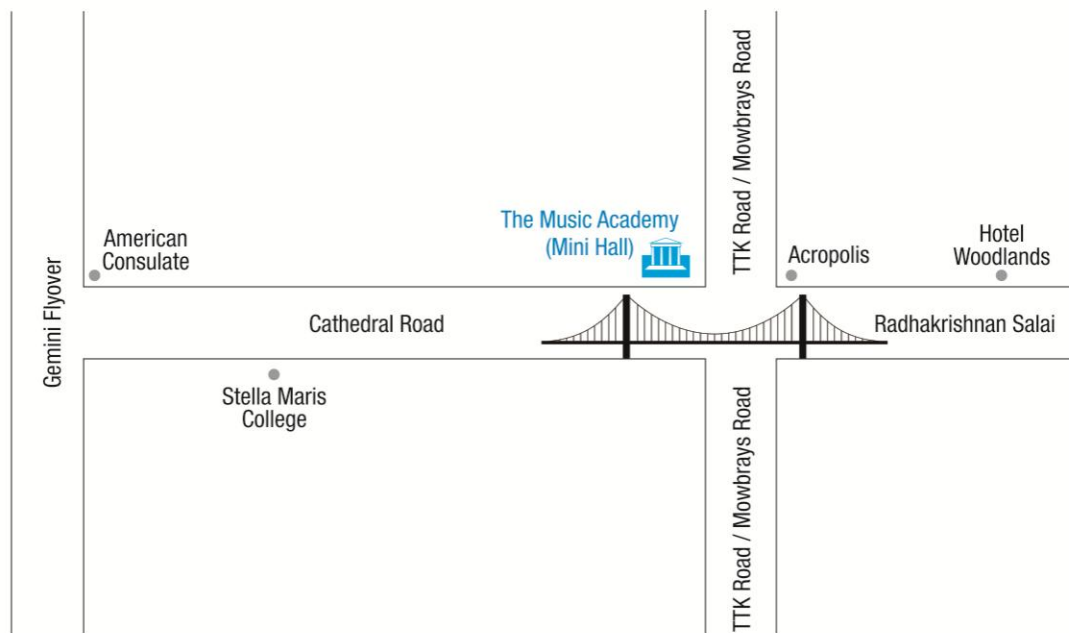 TTK Road / Mowbrays Road
The Music Academy
(Mini Hall)
American
Consulate
Acropolis
Hotel
Woodlands
Gemini Flyover
Cathedral Road
Radhakrishnan Salai
Stella Maris
College
TTK Road / Mowbrays Road